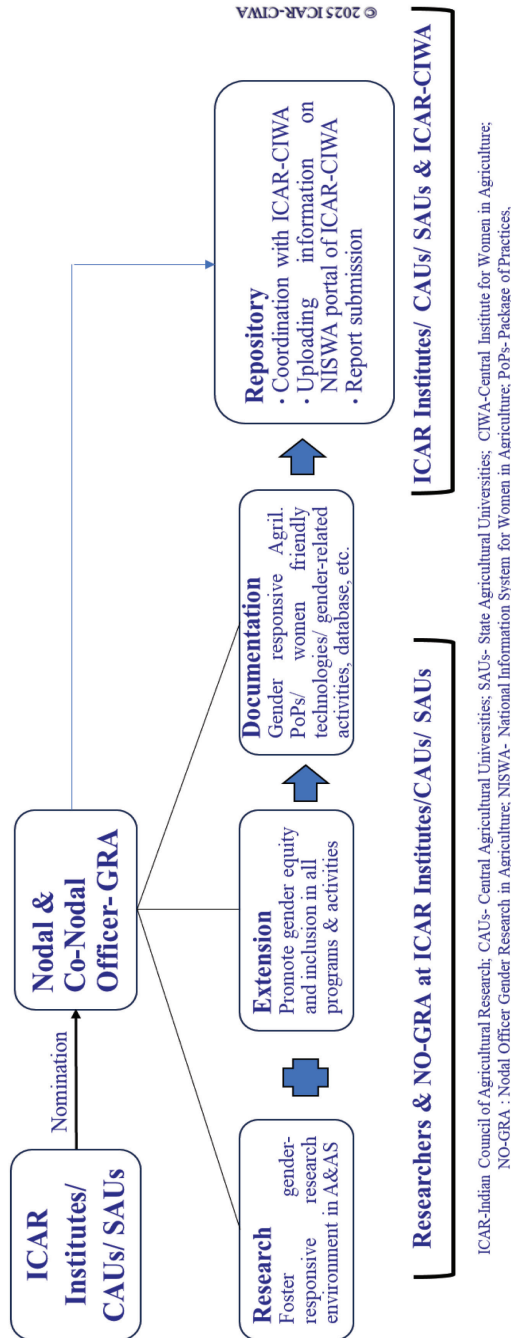 ICAR
Institutes/
CAUs/ SAUs
Nomination
Nodal &
Co-Nodal
Officer- GRA
Research
Foster gender-
responsive research
environment in A&AS
Extension
Promote gender equity
and inclusion in all
programs & activities
Documentation
Gender responsive Agril.
PoPs/ women friendly
technologies/ gender-related
activities, database, etc.
Repository
• Coordination with ICAR-CIWA
• Uploading information on
NISWA portal of ICAR-CIWA
• Report submission
Researchers & NO-GRA at ICAR Institutes/CAUs/ SAUs
ICAR Institutes/ CAUs/ SAUs & ICAR-CIWA
ICAR-Indian Council of Agricultural Research; CAUs- Central Agricultural Universities; SAUs- State Agricultural Universities; CIWA-Central Institute for Women in Agriculture;
NO-GRA : Nodal Officer Gender Research in Agriculture; NISWA- National Information System for Women in Agriculture; PoPs- Package of Practices.
© 2025 ICAR-CIWA